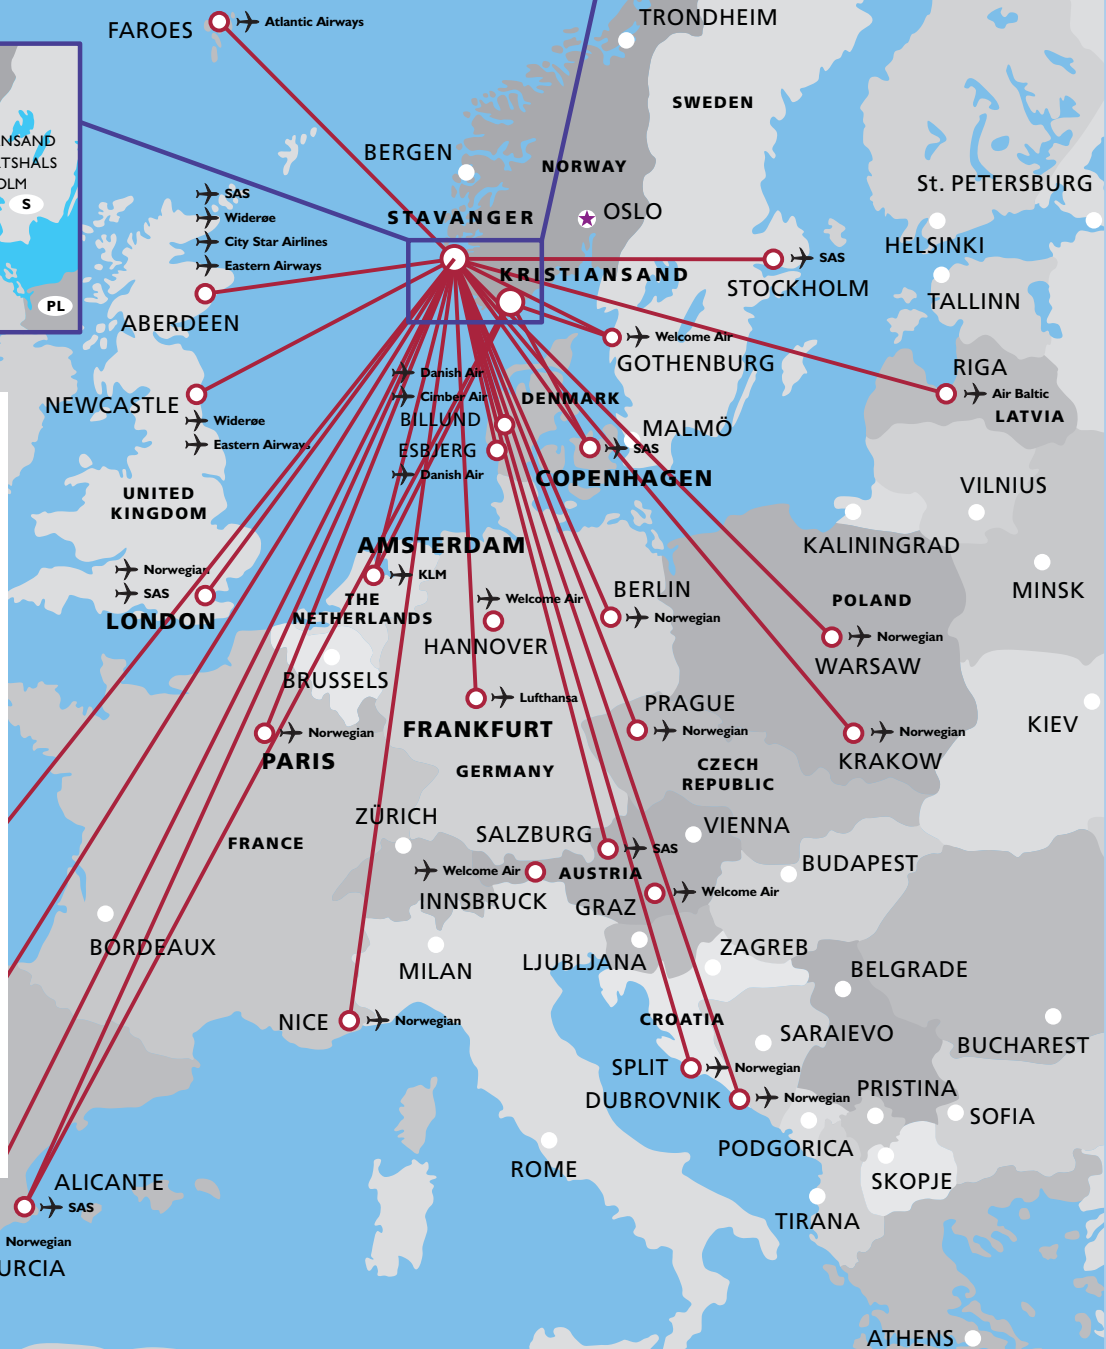 TRONDHEIM
FAROES
Atlantic Airways
SWEDEN
NSAND
TSHALS
OLM
S
PL
BERGEN
NORWAY
St. PETERSBURG
SAS
Widerøe
City Star Airlines
Eastern Airways
STAVANGER
OSLO
HELSINKI
SAS
KRISTIANSAND
STOCKHOLM
TALLINN
ABERDEEN
Welcome Air
GOTHENBURG
RIGA
Air Baltic
LATVIA
Danish Air
Cimber Air
DENMARK
NEWCASTLE
Widerøe
Eastern Airways
BILLUND
MALMÖ
ESBJERG
SAS
Danish Air
COPENHAGEN
UNITED
KINGDOM
VILNIUS
AMSTERDAM
KALININGRAD
Norwegian
SAS
LONDON
KLM
THE
NETHERLANDS
Welcome Air
HANNOVER
BERLIN
Norwegian
POLAND
MINSK
Norwegian
WARSAW
BRUSSELS
Lufthansa
FRANKFURT
PRAGUE
Norwegian
KIEV
Norwegian
PARIS
Norwegian
KRAKOW
GERMANY
CZECH
REPUBLIC
ZÜRICH
FRANCE
SALZBURG
SAS
VIENNA
BUDAPEST
Welcome Air
AUSTRIA
INNSBRUCK
GRAZ
Welcome Air
BORDEAUX
MILAN
LJUBLJANA
ZAGREB
BELGRADE
NICE
Norwegian
CROATIA
SARAIEVO
BUCHAREST
SPLIT
Norwegian
DUBROVNIK
Norwegian
PRISTINA
SOFIA
PODGORICA
ROME
SKOPJE
ALICANTE
SAS
TIRANA
Norwegian
URCIA
ATHENS